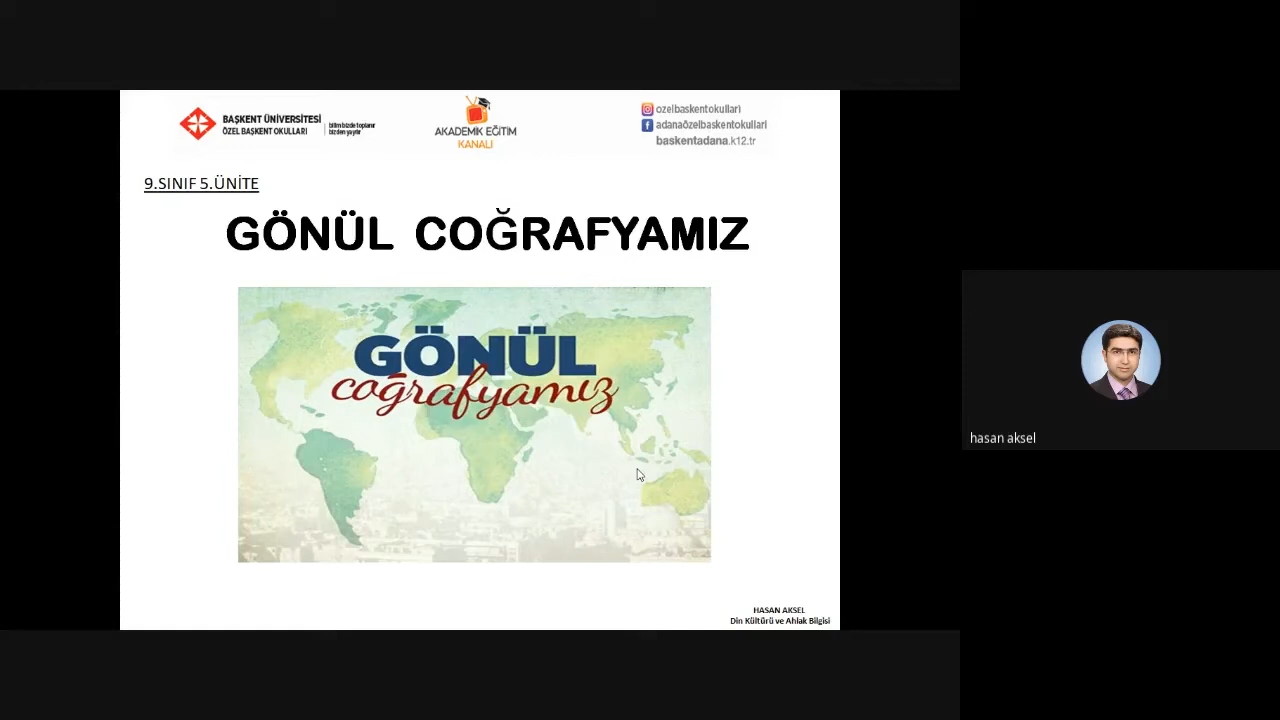 BAŞKENT ÜNİVERSİTESİ
ÖZEL BAŞKENT OKULLARI
bilim bizde toplanır
bizden yayılır
AKADEMİK EĞİTİM
KANALI
ozelbaskentokullari
adanaözelbaskentokullari
baskentadana.k12.tr
9.SINIF 5.ÜNİTE
GÖNÜL COĞRAFYAMIZ
GÖNÜL
coğrafyamız
HASAN AKSEL
Din Kültürü ve Ahlak Bilgisi
hasan aksel